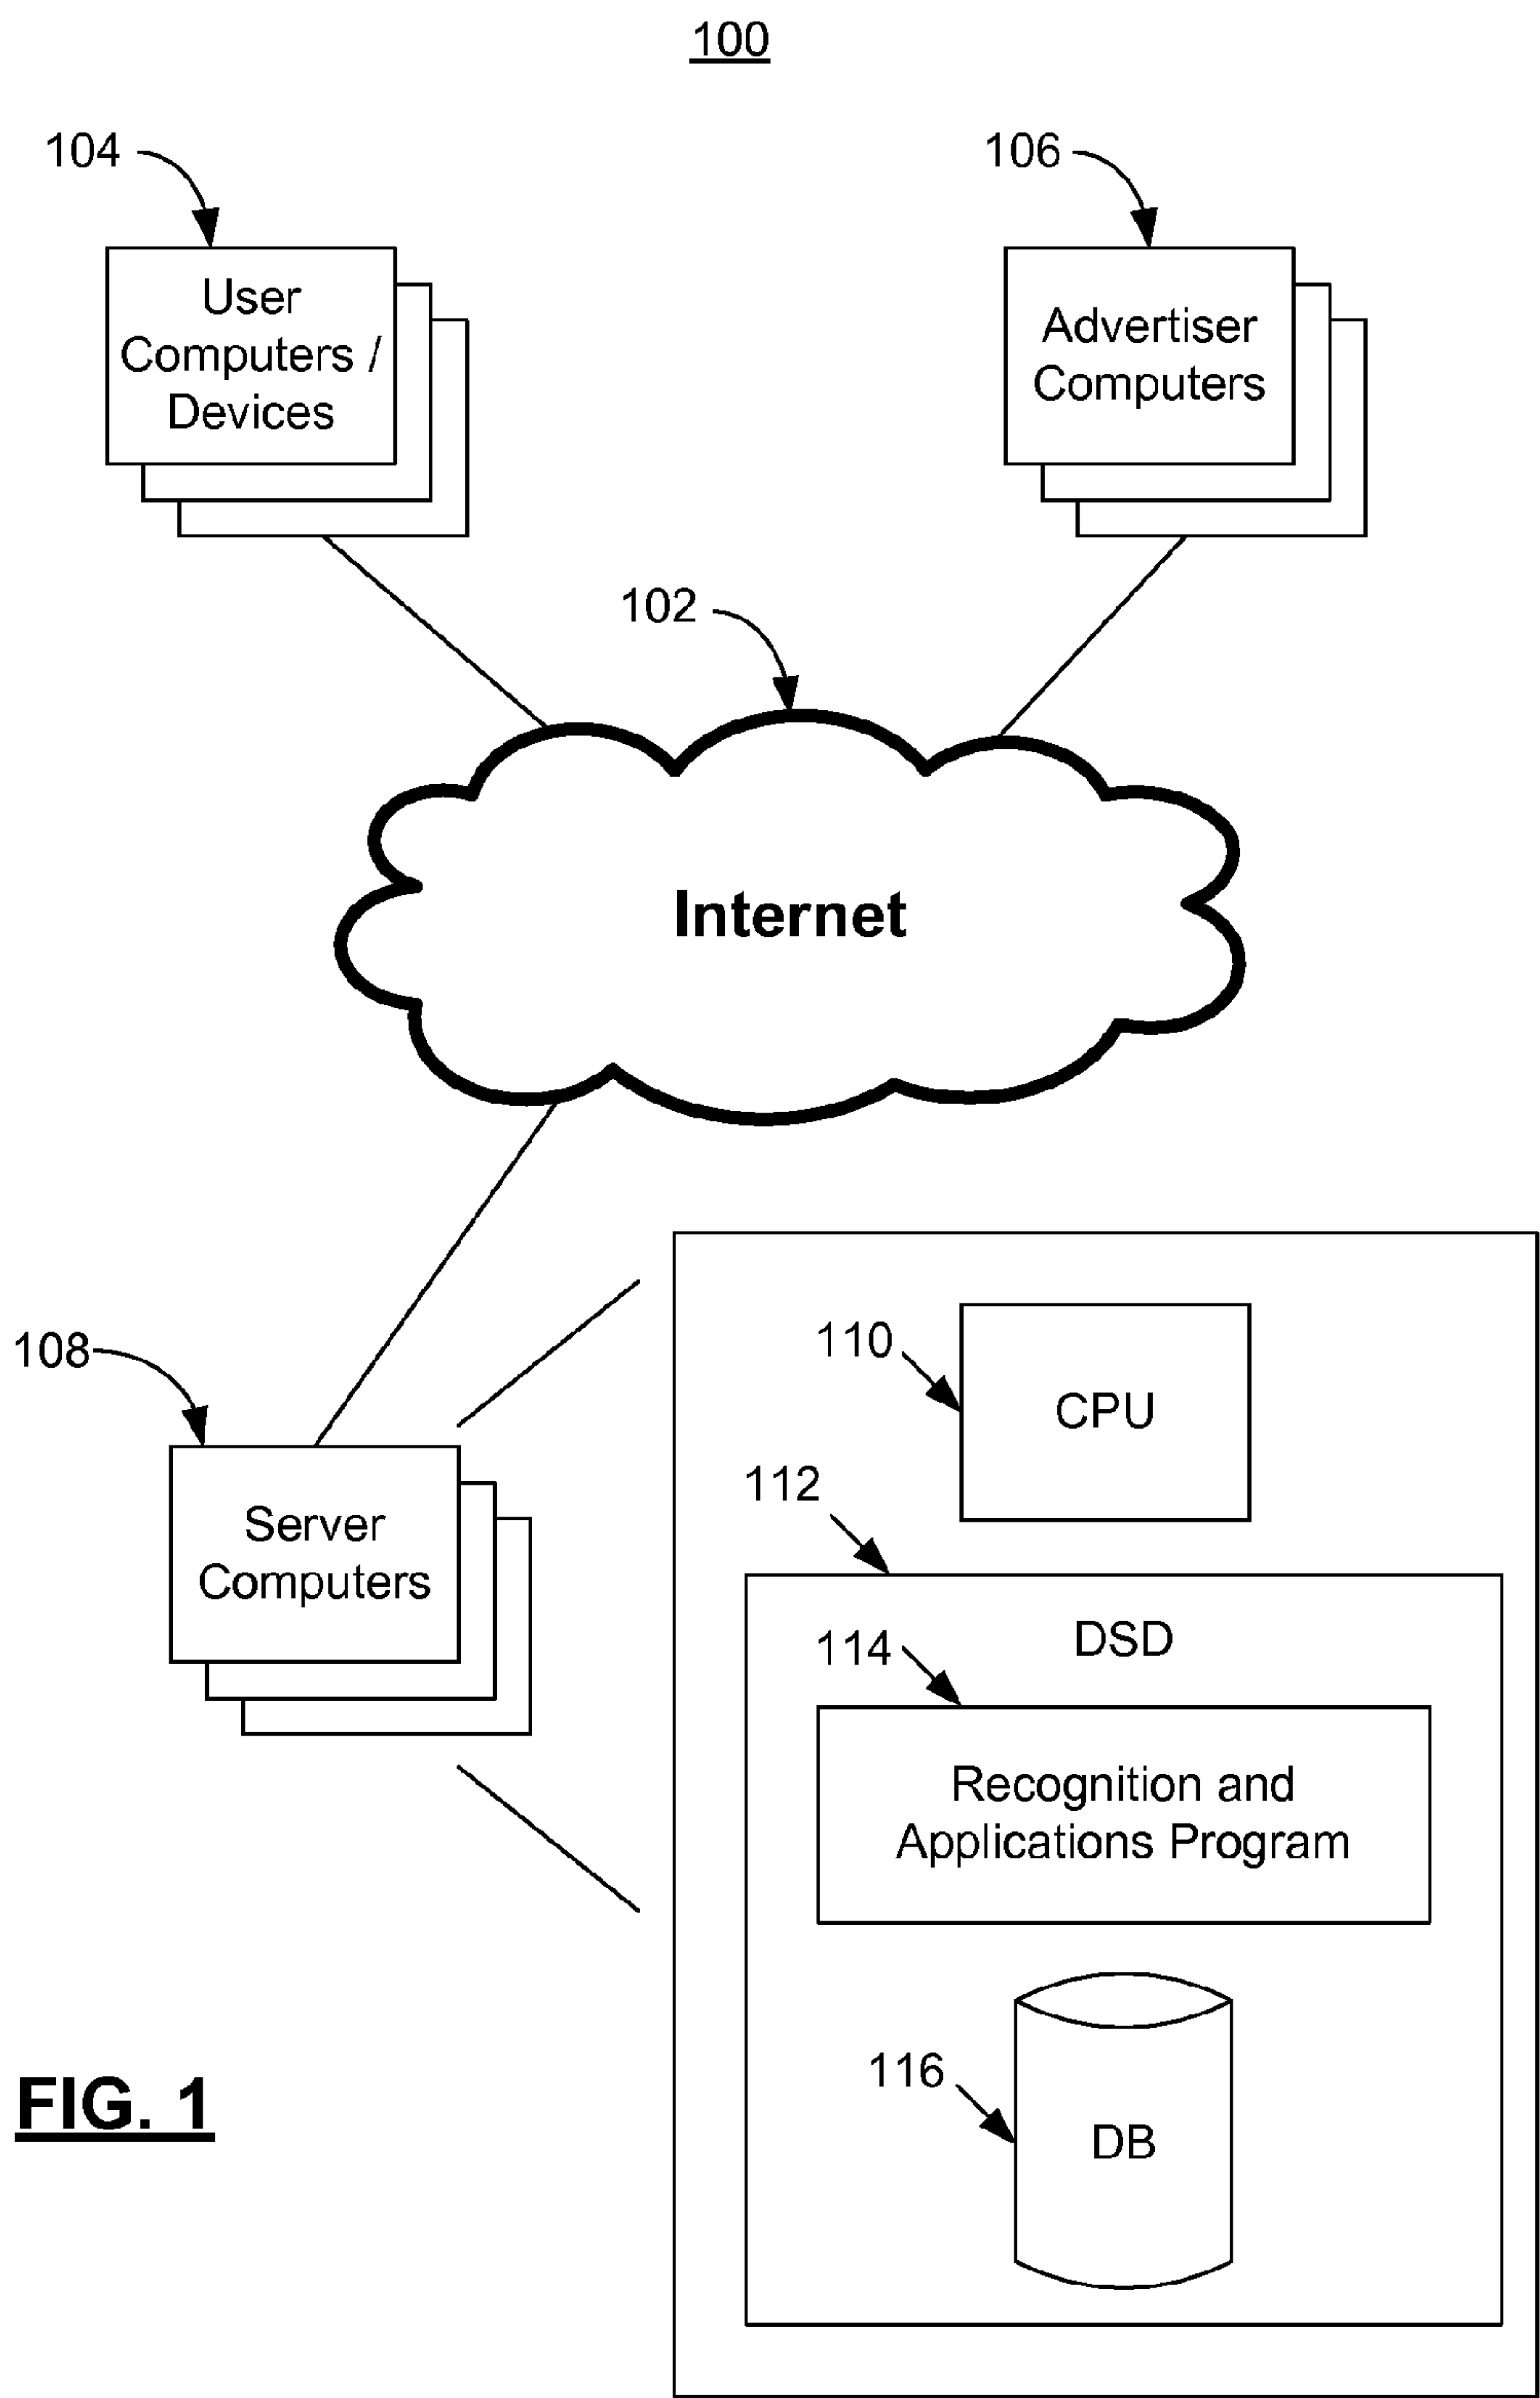 100
104
106
User
Computers /
Devices
Advertiser
Computers
102
Internet
108
Server
Computers
110
CPU
112
DSD
114
Recognition and
Applications Program
116
DB
FIG. 1